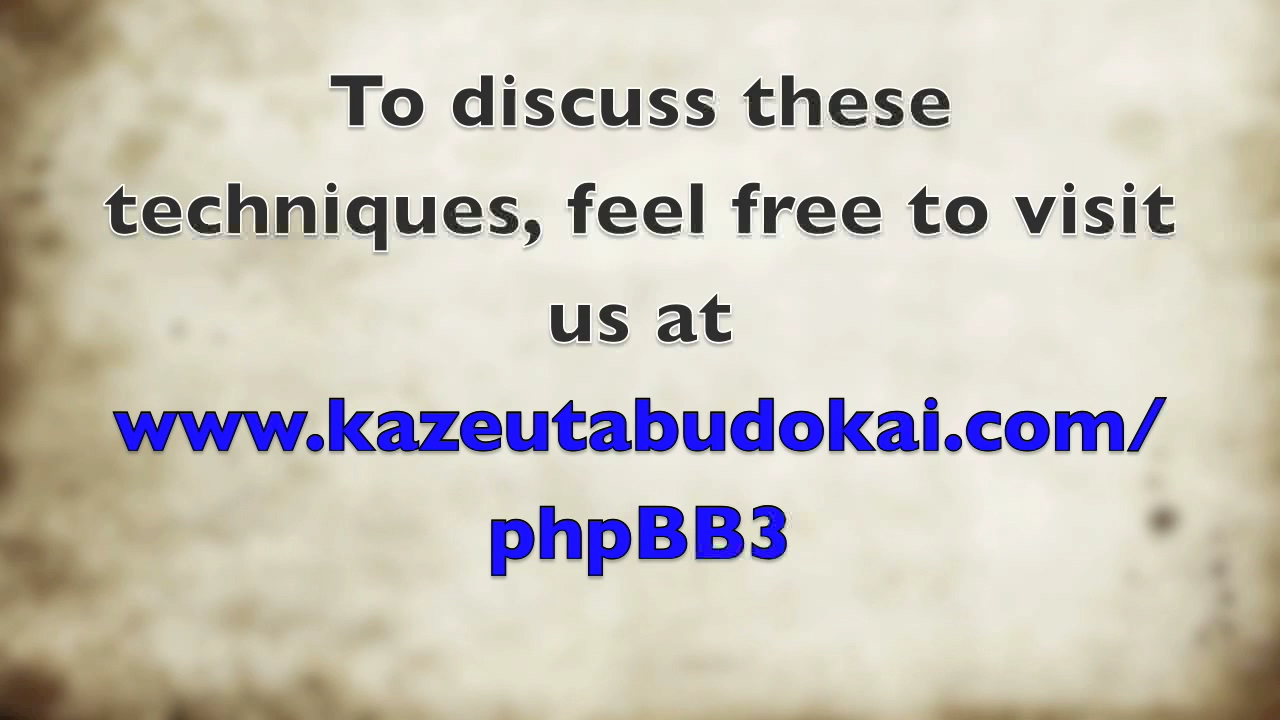 To discuss these
techniques, feel free to visit
us at
www.kazeutabudokai.com/
phpBB3